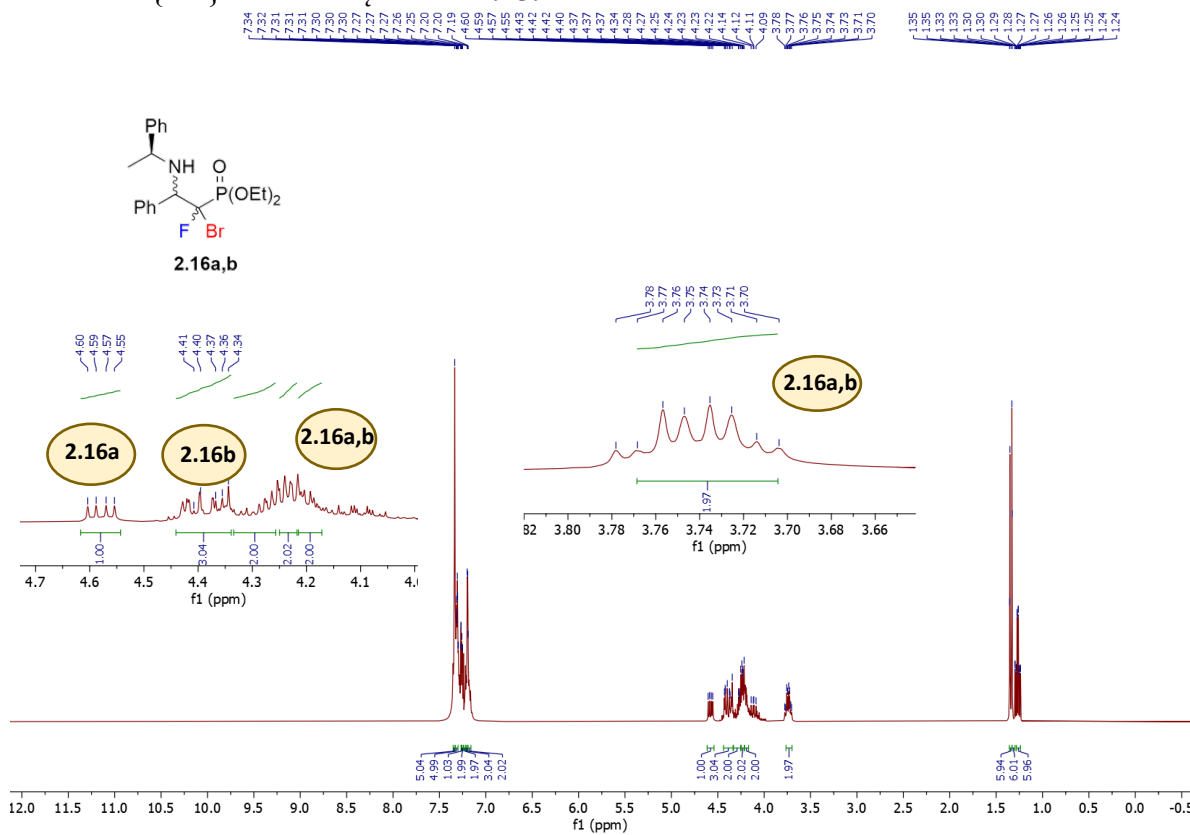 7.34 7.32 7.31 7.31 7.31 7.30 7.30 7.30 7.27 7.27 7.27 7.26 7.25 7.20 7.20 7.19 4.60 4.59 4.57 4.55 4.43 4.42 4.42 4.40 4.37 4.37 4.37 4.34 4.28 4.27 4.25 4.24 4.23 4.23 4.22 4.14 4.12 4.11 4.09 3.78 3.77 3.76 3.75 3.74 3.73 3.71 3.70
1.35 1.35 1.33 1.33 1.30 1.30 1.29 1.28 1.27 1.27 1.26 1.26 1.25 1.25 1.24 1.24
Ph
NH
O
P(OEt)2
Ph
F Br
2.16a,b
4.60 4.59 4.57 4.55
4.41 4.40 4.37 4.36 4.34
2.16a
2.16b
2.16a,b
1.00 3.04 2.00 2.02 2.00
4.7 4.6 4.5 4.4 4.3 4.2 4.1
f1 (ppm)
3.78 3.77 3.76 3.75 3.74 3.73 3.71 3.70
2.16a,b
1.97
82 3.80 3.78 3.76 3.74 3.72 3.70 3.68 3.66
f1 (ppm)
5.04 4.99 1.03 1.99 1.97 3.04 2.02
1.00 3.04 2.00 2.02 2.00
1.97
5.94 6.01 5.96
12.0 11.5 11.0 10.5 10.0 9.5 9.0 8.5 8.0 7.5 7.0 6.5 6.0 5.5 5.0 4.5 4.0 3.5 3.0 2.5 2.0 1.5 1.0 0.5 0.0
f1 (ppm)